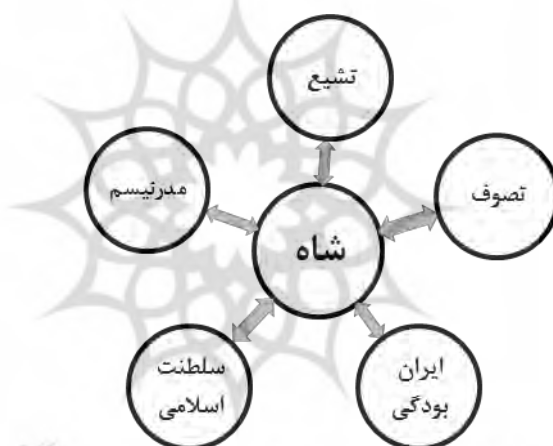 تشیع
تصوف
مدرنیسم
شاه
ایران
بودگی
سلطنت
اسلامی